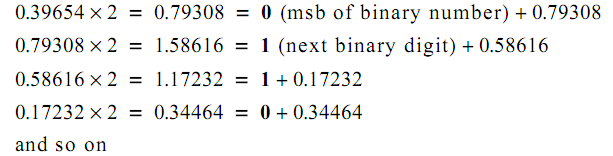 0.39654 × 2 = 0.79308 = 0 (msb of binary number) + 0.79308
0.79308 × 2 = 1.58616 = 1 (next binary digit) + 0.58616
0.58616 × 2 = 1.17232 = 1 + 0.17232
0.17232 × 2 = 0.34464 = 0 + 0.34464
and so on